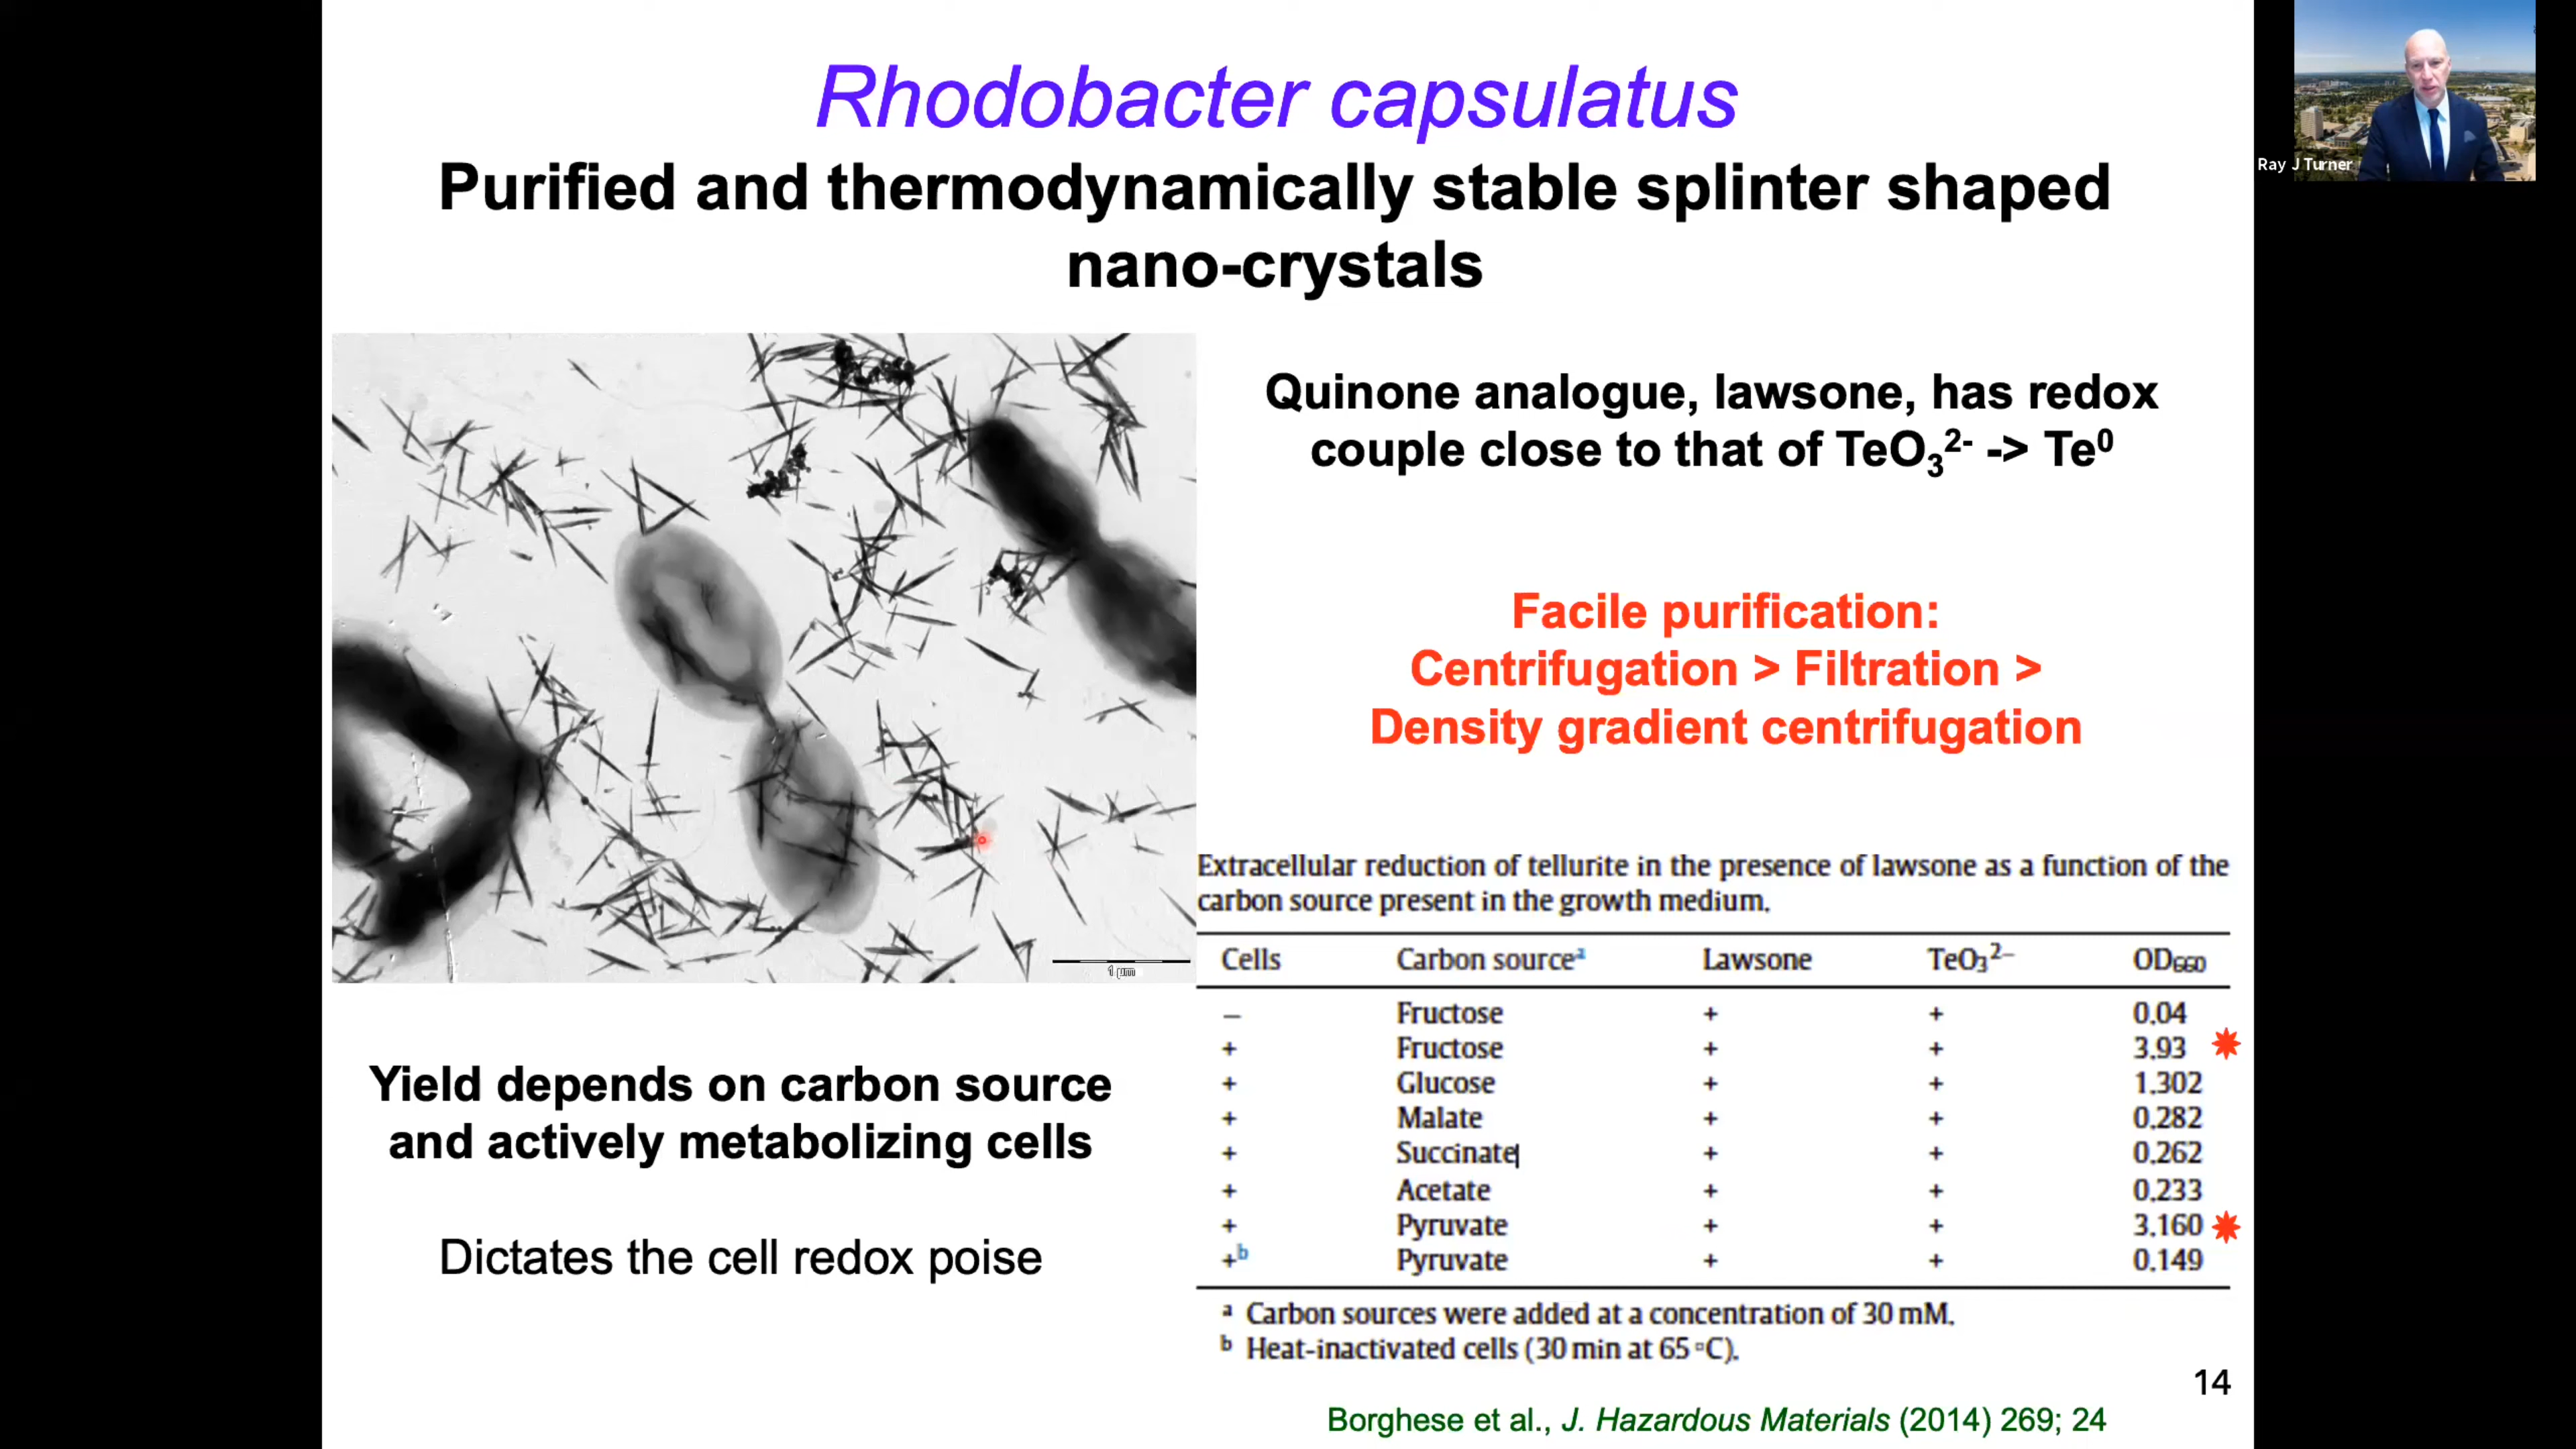 Rhodobacter capsulatus
Purified and thermodynamically stable splinter shaped
nano-crystals
Ray J Turner
Quinone analogue, lawsone, has redox
couple close to that of TeO₃²⁻ -> Te⁰
Facile purification:
Centrifugation > Filtration >
Density gradient centrifugation
1 µm
Yield depends on carbon source
and actively metabolizing cells
Dictates the cell redox poise
Extracellular reduction of tellurite in the presence of lawsone as a function of the
carbon source present in the growth medium.
Cells Carbon sourceᵃ Lawsone TeO₃²⁻ OD₆₆₀
− Fructose + + 0.04
+ Fructose + + 3.93
+ Glucose + + 1.302
+ Malate + + 0.282
+ Succinate + + 0.262
+ Acetate + + 0.233
+ Pyruvate + + 3.160
+ᵇ Pyruvate + + 0.149
ᵃ Carbon sources were added at a concentration of 30 mM.
ᵇ Heat-inactivated cells (30 min at 65 °C).
14
Borghese et al., J. Hazardous Materials (2014) 269; 24